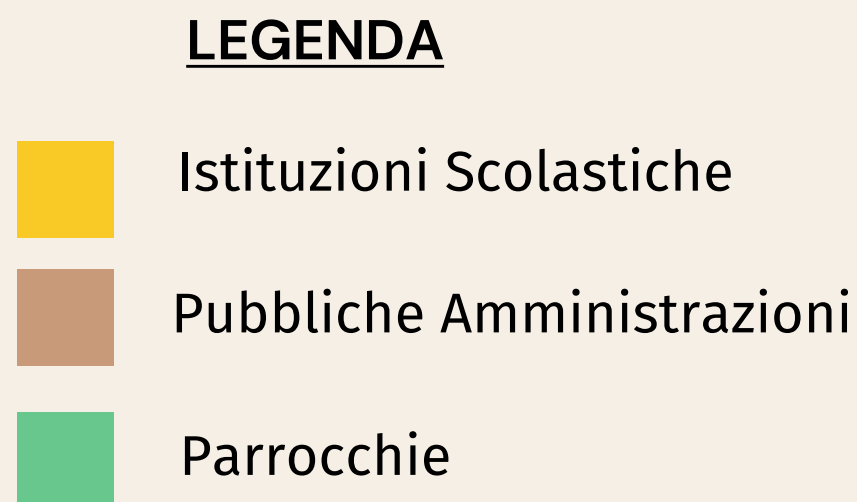 LEGENDA
Istituzioni Scolastiche
Pubbliche Amministrazioni
Parrocchie